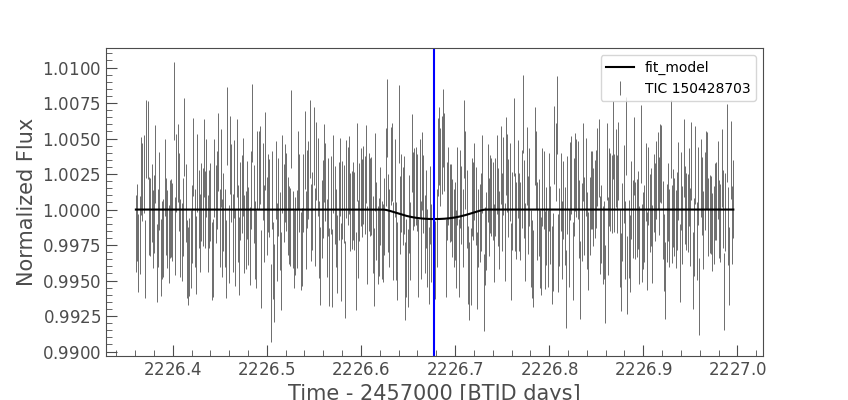 fit_model
TIC 150428703
Normalized Flux
1.0100
1.0075
1.0050
1.0025
1.0000
0.9975
0.9950
0.9925
0.9900
2226.4 2226.5 2226.6 2226.7 2226.8 2226.9 2227.0
Time - 2457000 [BTJD days]